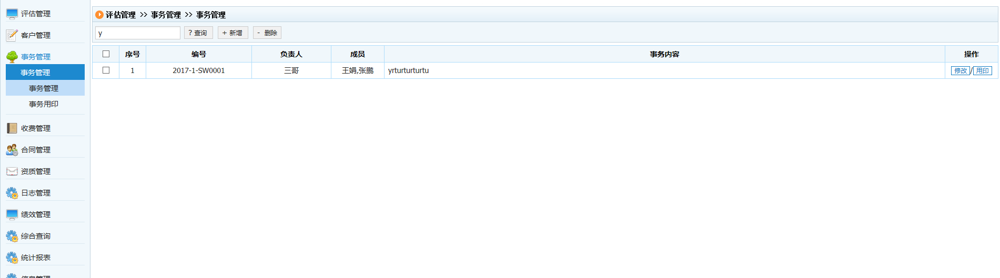 评估管理
客户管理
事务管理
事务管理
事务管理
事务用印
收费管理
合同管理
资质管理
日志管理
绩效管理
综合查询
统计报表
信息管理
评估管理 >> 事务管理 >> 事务管理
y ? 查询 + 新增 - 删除
序号 编号 负责人 成员 事务内容 操作
1 2017-1-SW0001 三哥 王娟,张鹏 yrturturturtu 修改/用印